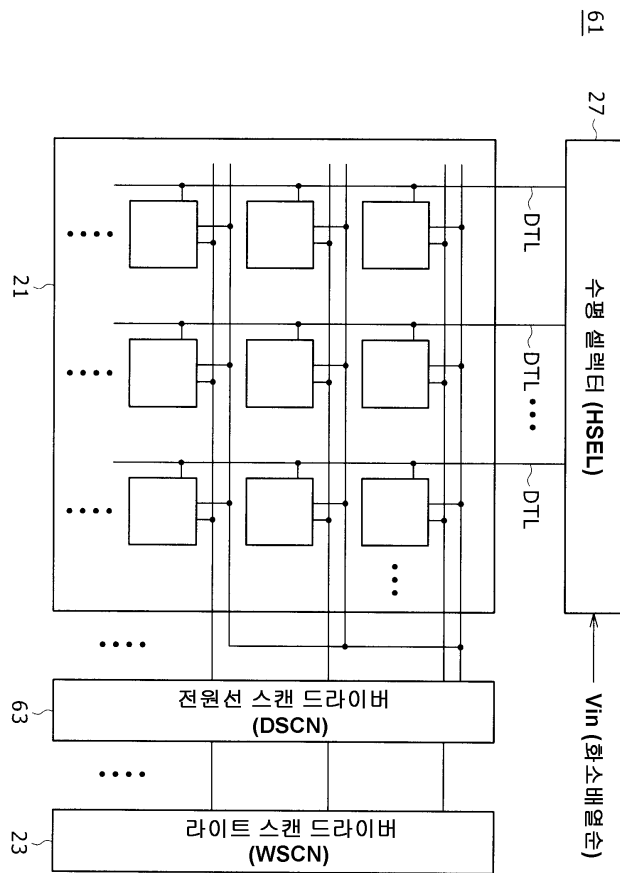 61
27
수평 셀렉터 (HSEL)
Vin (화소배열순)
DTL
DTL
DTL
21
전원선 스캔 드라이버
(DSCN)
63
라이트 스캔 드라이버
(WSCN)
23